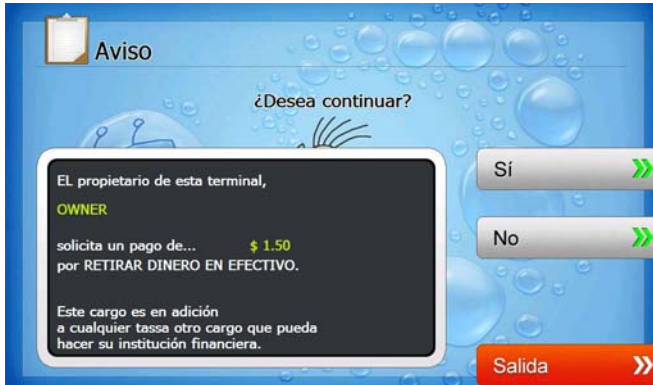 Aviso
¿Desea continuar?
EL propietario de esta terminal,
OWNER
solicita un pago de... $ 1.50
por RETIRAR DINERO EN EFECTIVO.
Este cargo es en adición
a cualquier tassa otro cargo que pueda
hacer su institución financiera.
Sí
No
Salida